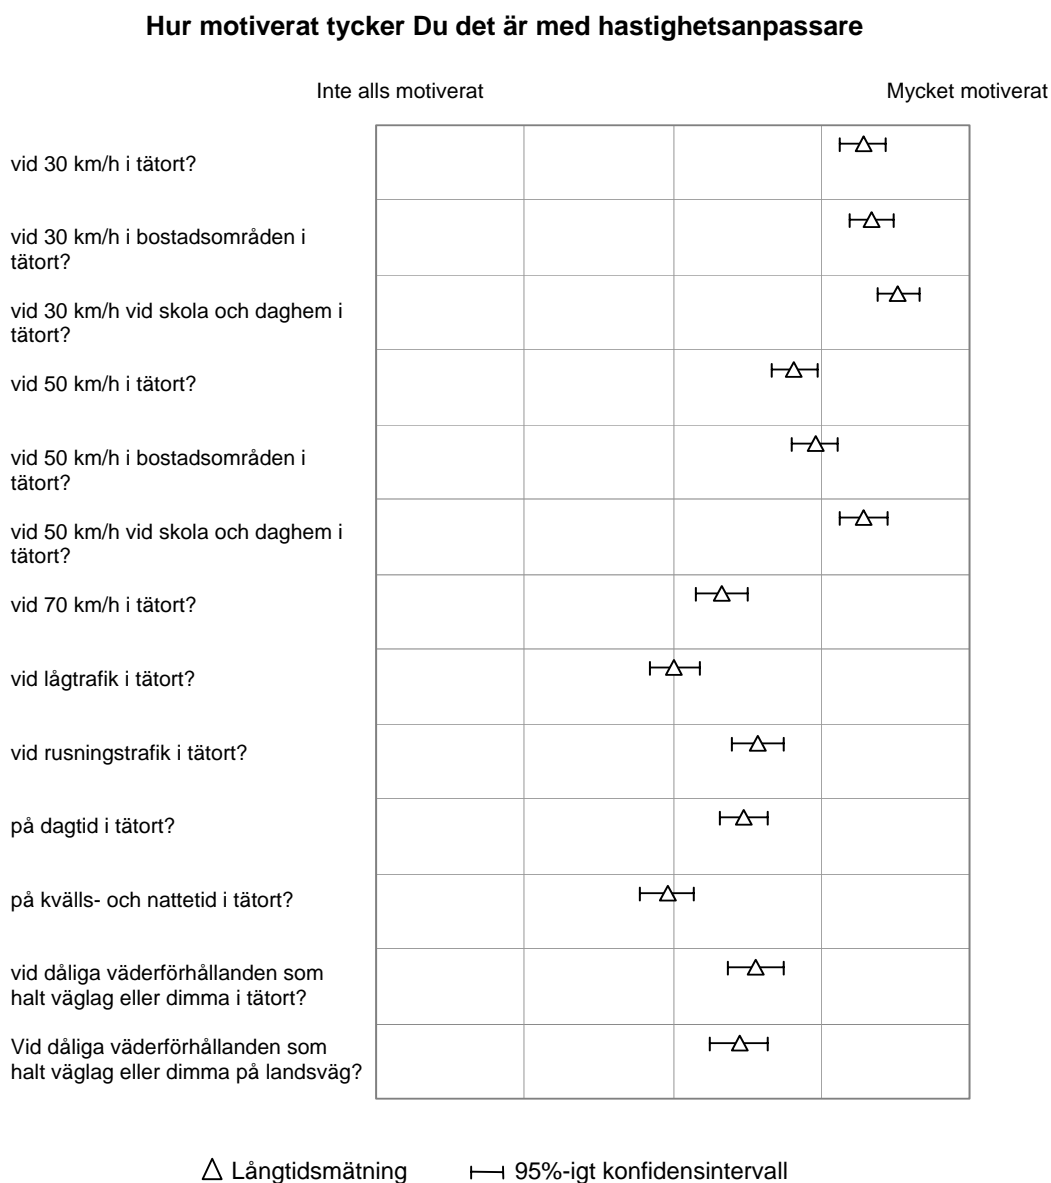 Hur motiverat tycker Du det är med hastighetsanpassare
Inte alls motiverat
Mycket motiverat
vid 30 km/h i tätort?
vid 30 km/h i bostadsområden i
tätort?
vid 30 km/h vid skola och daghem i
tätort?
vid 50 km/h i tätort?
vid 50 km/h i bostadsområden i
tätort?
vid 50 km/h vid skola och daghem i
tätort?
vid 70 km/h i tätort?
vid lågtrafik i tätort?
vid rusningstrafik i tätort?
på dagtid i tätort?
på kvälls- och nattetid i tätort?
vid dåliga väderförhållanden som
halt väglag eller dimma i tätort?
Vid dåliga väderförhållanden som
halt väglag eller dimma på landsväg?
Långtidsmätning
95%-igt konfidensintervall